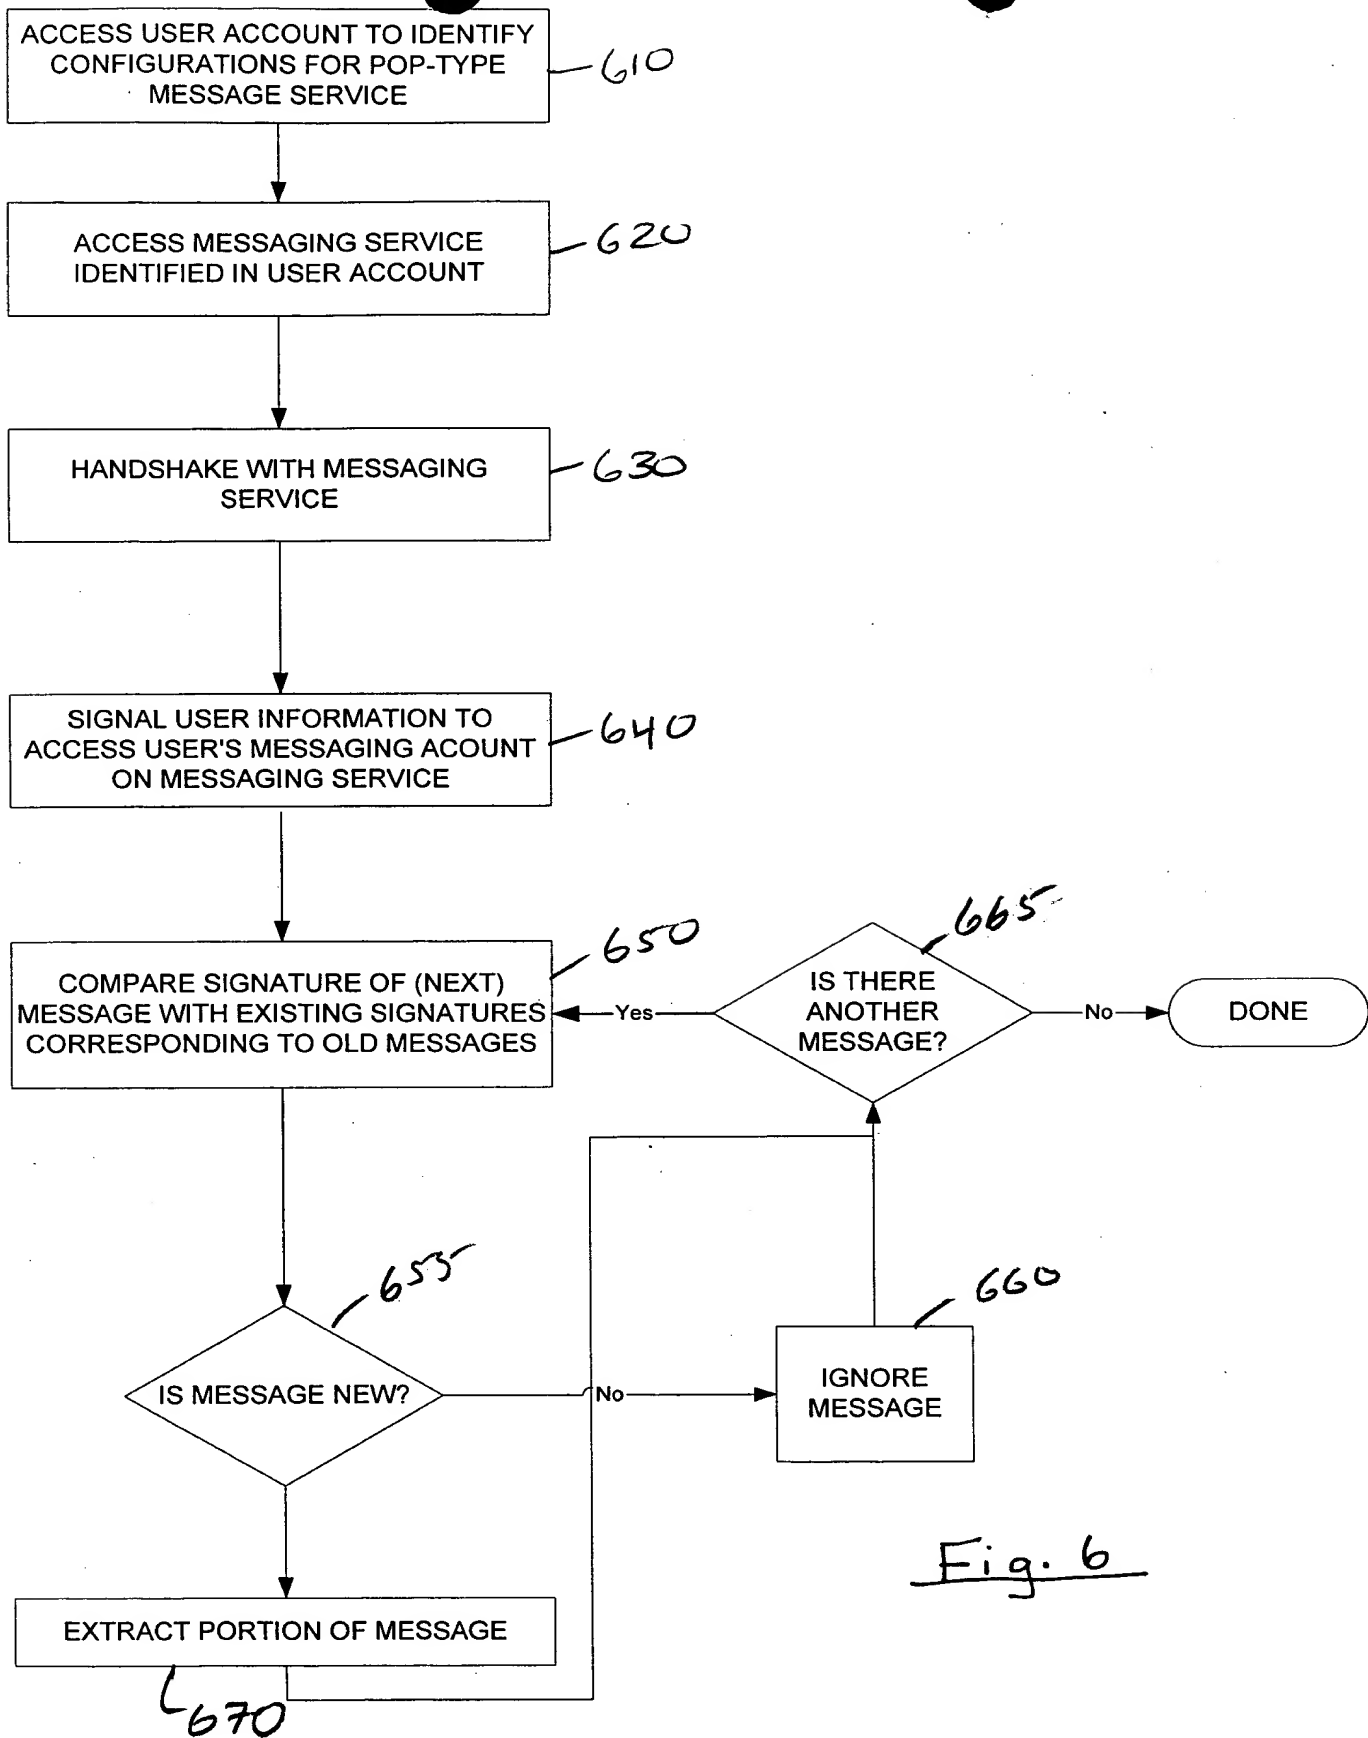 ACCESS USER ACCOUNT TO IDENTIFY
CONFIGURATIONS FOR POP-TYPE
MESSAGE SERVICE
610
ACCESS MESSAGING SERVICE
IDENTIFIED IN USER ACCOUNT
620
HANDSHAKE WITH MESSAGING
SERVICE
630
SIGNAL USER INFORMATION TO
ACCESS USER'S MESSAGING ACOUNT
ON MESSAGING SERVICE
640
COMPARE SIGNATURE OF (NEXT)
MESSAGE WITH EXISTING SIGNATURES
CORRESPONDING TO OLD MESSAGES
650
Yes
IS THERE
ANOTHER
MESSAGE?
665
No
DONE
IS MESSAGE NEW?
655
No
IGNORE
MESSAGE
660
EXTRACT PORTION OF MESSAGE
670
Fig. 6